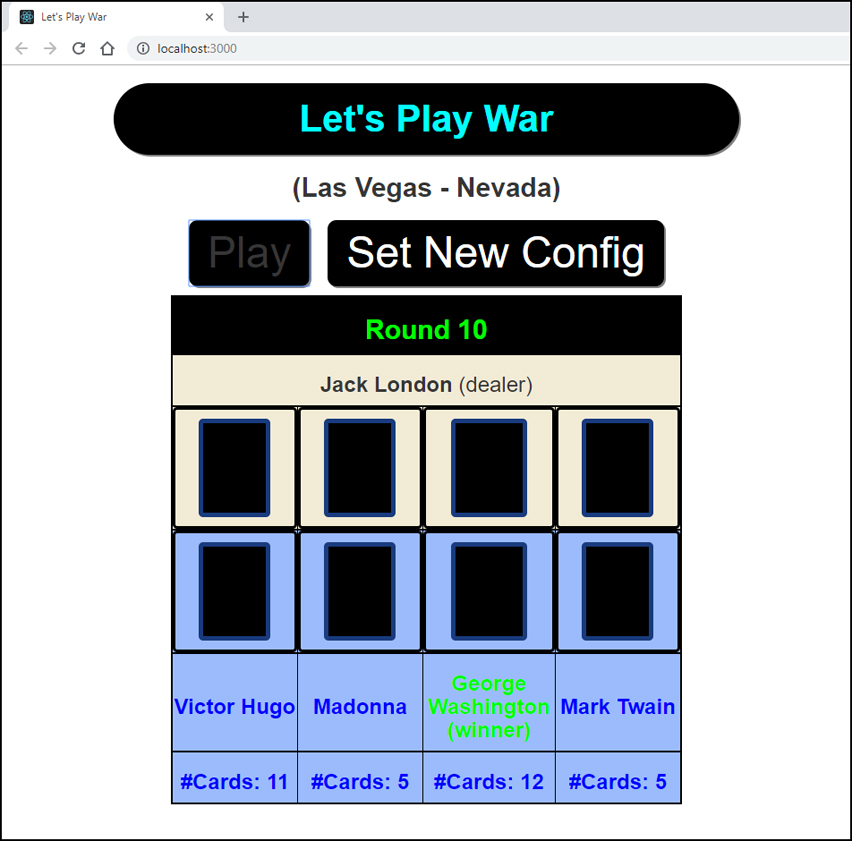 Let's Play War
localhost:3000
Let's Play War
(Las Vegas - Nevada)
Play Set New Config
Round 10
Jack London (dealer)
Victor Hugo Madonna George Washington (winner) Mark Twain
#Cards: 11 #Cards: 5 #Cards: 12 #Cards: 5